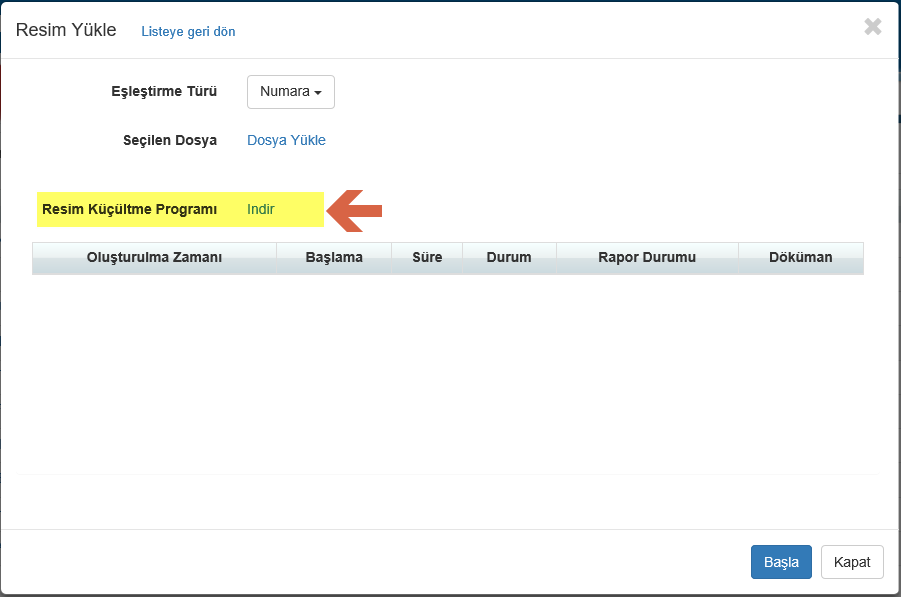 Resim Yükle Listeye geri dön
Eşleştirme Türü Numara
Seçilen Dosya Dosya Yükle
Resim Küçültme Programı Indir
Oluşturulma Zamanı Başlama Süre Durum Rapor Durumu Döküman
Başla Kapat